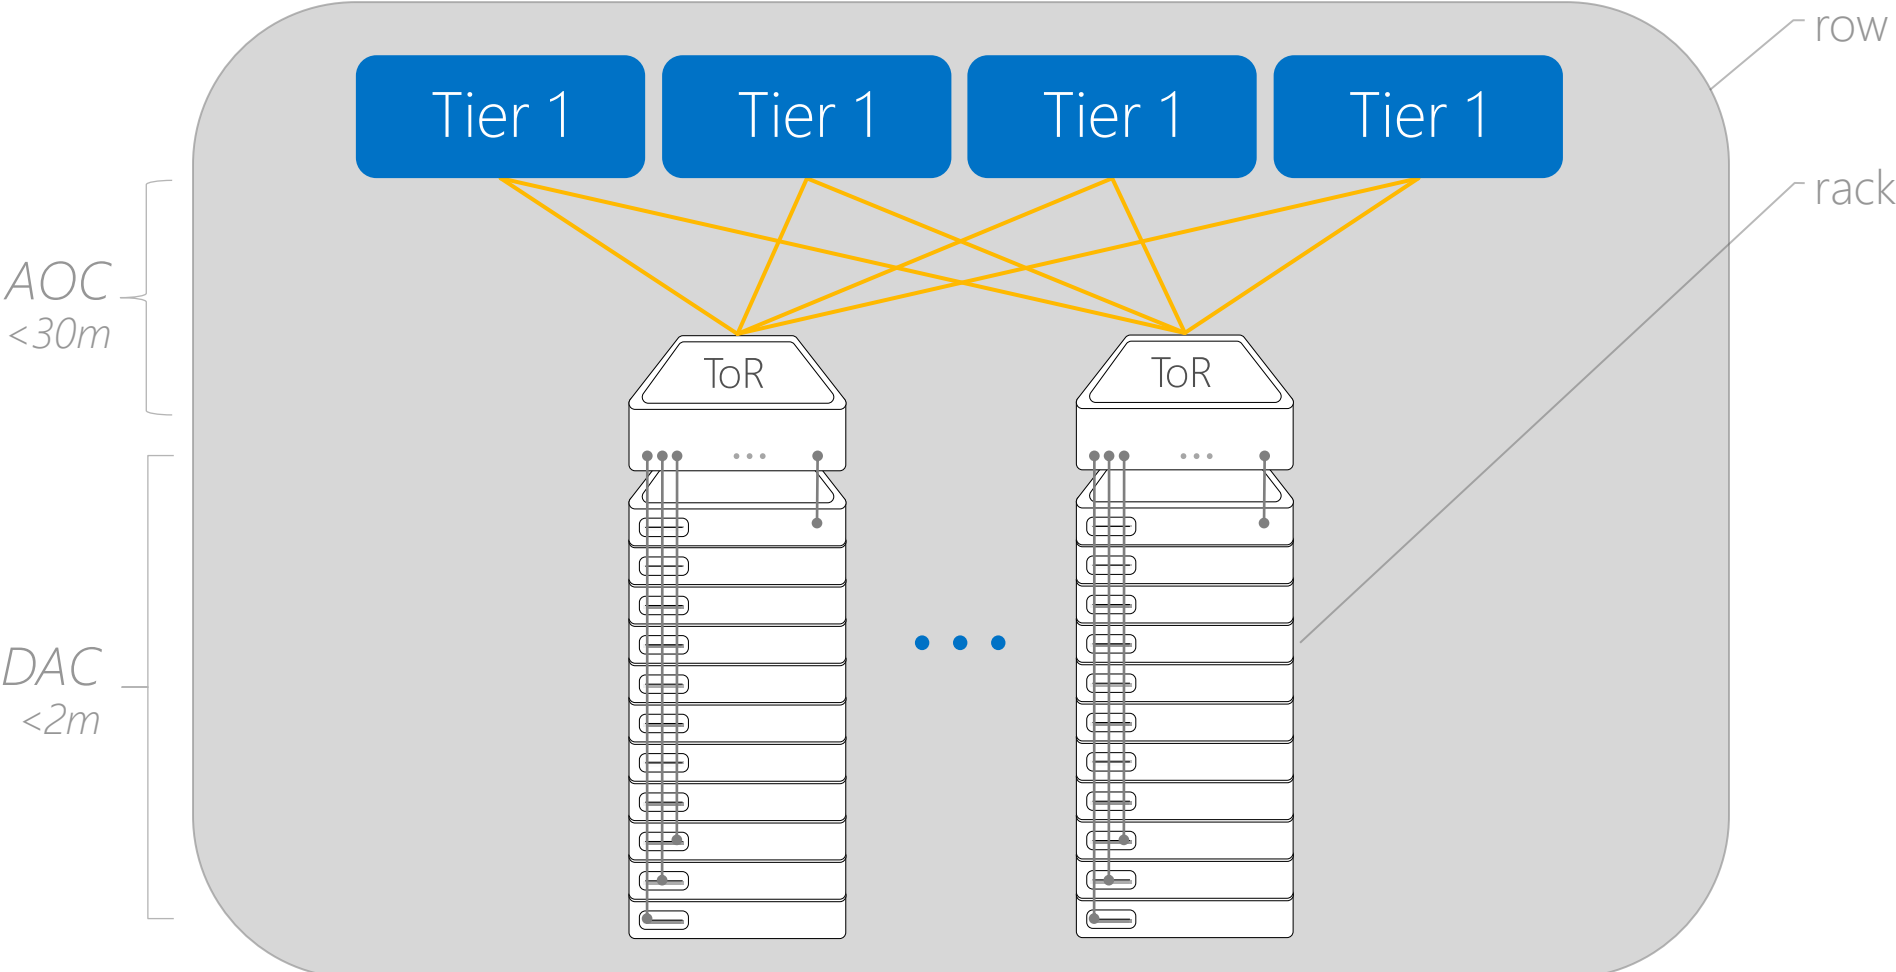 row
Tier 1
Tier 1
Tier 1
Tier 1
rack
AOC
<30m
ToR
ToR
DAC
<2m